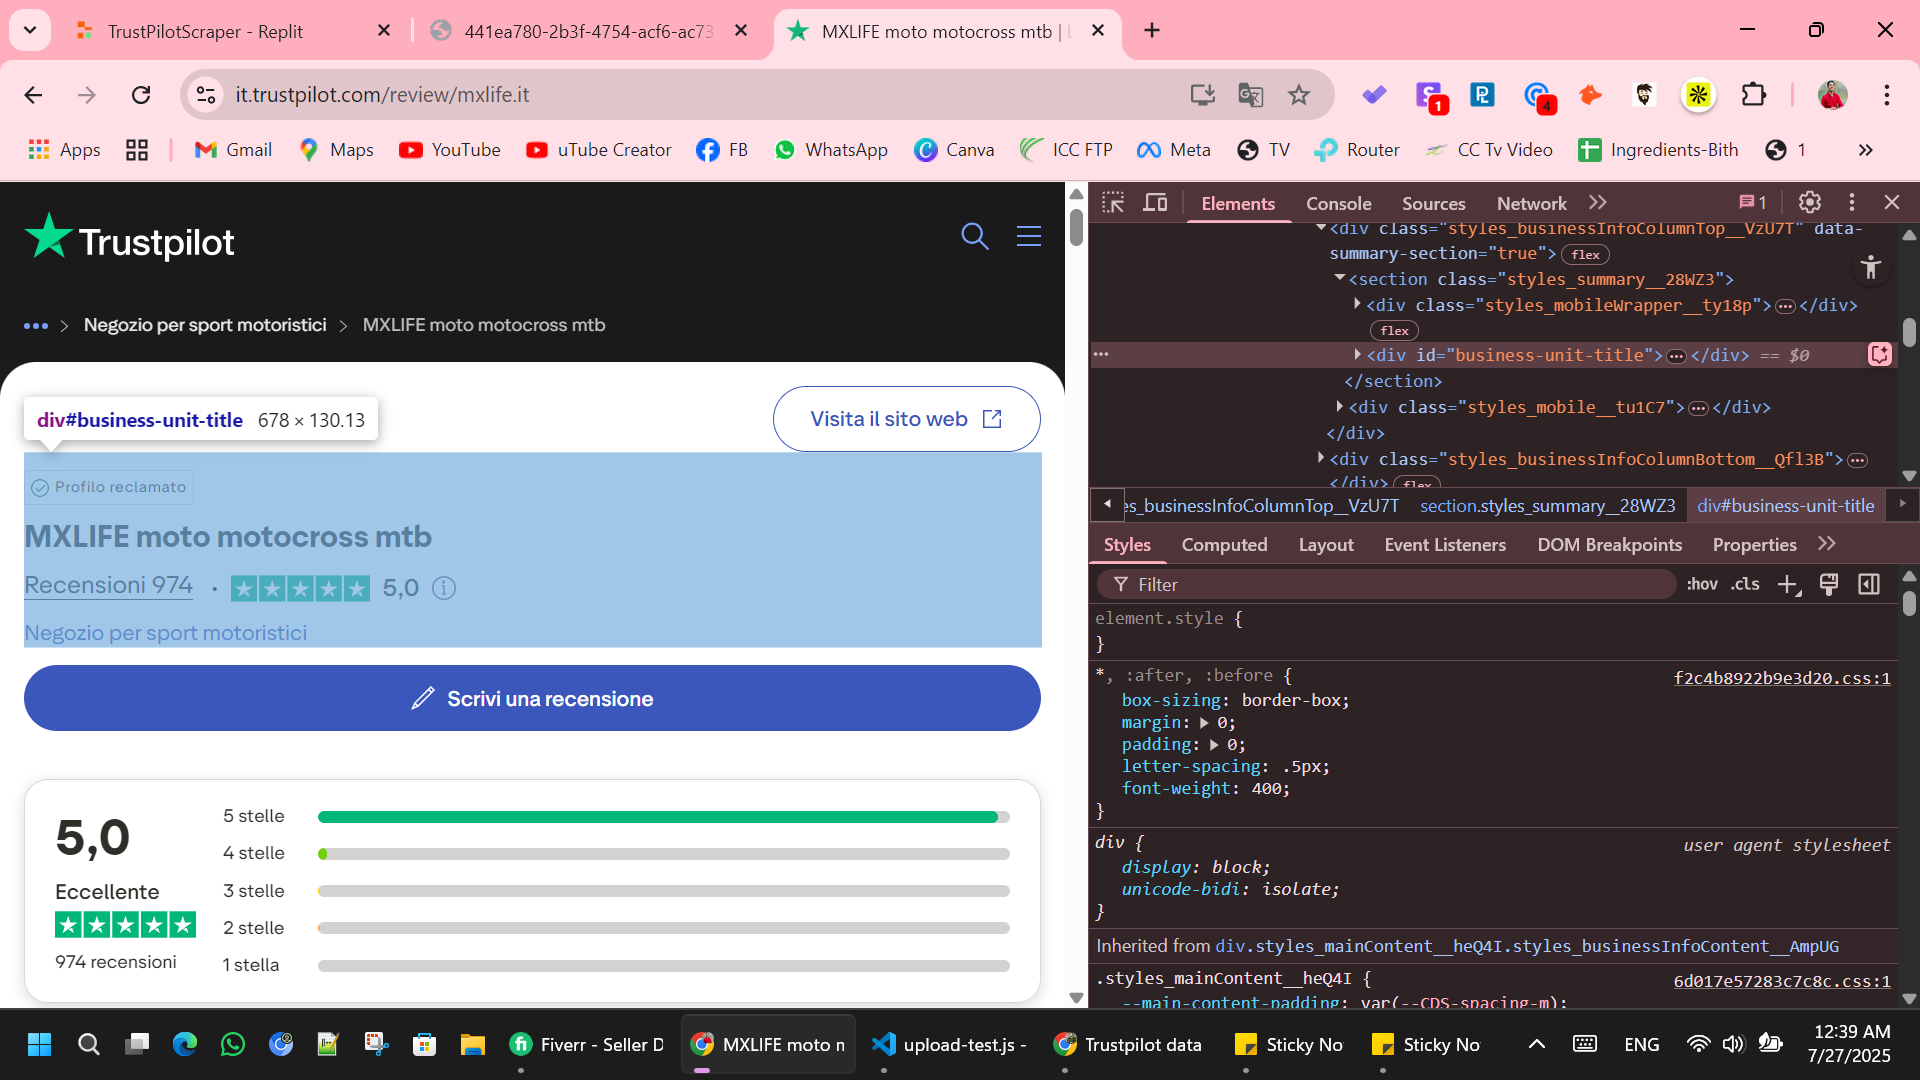 TrustPilotScraper - Replit
441ea780-2b3f-4754-acf6-ac73
MXLIFE moto motocross mtb |
it.trustpilot.com/review/mxlife.it
1
4
Apps
Gmail
Maps
YouTube
uTube Creator
FB
WhatsApp
Canva
ICC FTP
Meta
TV
Router
CC Tv Video
Ingredients-Bith
1
Trustpilot
Negozio per sport motoristici > MXLIFE moto motocross mtb
div#business-unit-title 678 × 130.13
Visita il sito web
Profilo reclamato
MXLIFE moto motocross mtb
Recensioni 974 • 5,0
Negozio per sport motoristici
Scrivi una recensione
5,0
Eccellente
974 recensioni
5 stelle
4 stelle
3 stelle
2 stelle
1 stella
Elements
Console
Sources
Network
1
<div class="styles_businessInfoColumnTop__VzU7T" data-
summary-section="true"> flex
<section class="styles_summary__28WZ3">
<div class="styles_mobileWrapper__ty18p">…</div>
flex
<div id="business-unit-title">…</div> == $0
</section>
<div class="styles_mobile__tu1C7">…</div>
</div>
<div class="styles_businessInfoColumnBottom__Qfl3B">…
</div> flex
es_businessInfoColumnTop__VzU7T section.styles_summary__28WZ3 div#business-unit-title
Styles
Computed
Layout
Event Listeners
DOM Breakpoints
Properties
Filter
:hov .cls
element.style {
}
*, :after, :before {
f2c4b8922b9e3d20.css:1
box-sizing: border-box;
margin: 0;
padding: 0;
letter-spacing: .5px;
font-weight: 400;
}
div {
user agent stylesheet
display: block;
unicode-bidi: isolate;
}
Inherited from div.styles_mainContent__heQ4I.styles_businessInfoContent__AmpUG
.styles_mainContent__heQ4I {
6d017e57283c7c8c.css:1
--main-content-padding: var(--CDS-spacing-m);
Fiverr - Seller D
MXLIFE moto n
upload-test.js -
Trustpilot data
Sticky No
Sticky No
ENG
12:39 AM
7/27/2025